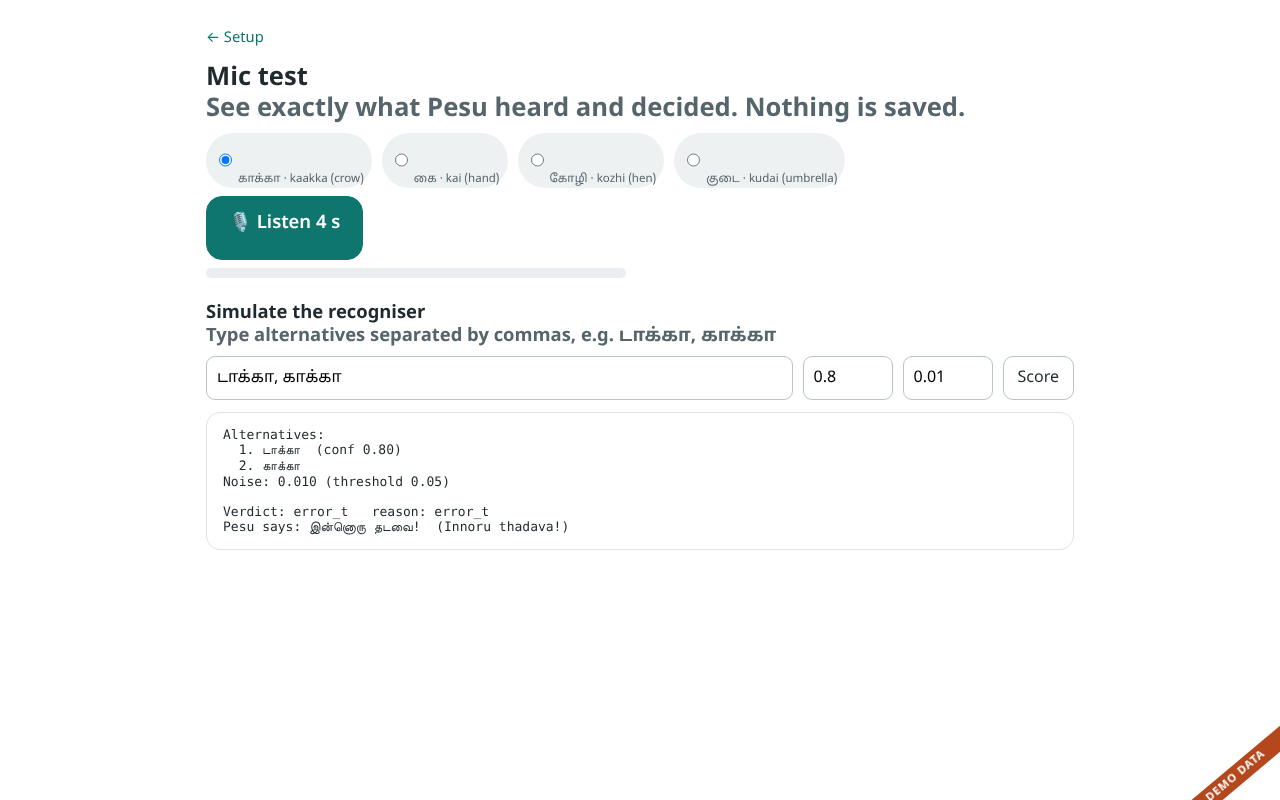 ← Setup
Mic test
See exactly what Pesu heard and decided. Nothing is saved.
காக்கா · kaakka (crow) கை · kai (hand) கோழி · kozhi (hen) குடை · kudai (umbrella)
🎙️ Listen 4 s
Simulate the recogniser
Type alternatives separated by commas, e.g. டாக்கா, காக்கா
டாக்கா, காக்கா 0.8 0.01 Score
Alternatives:
1. டாக்கா (conf 0.80)
2. காக்கா
Noise: 0.010 (threshold 0.05)
Verdict: error_t reason: error_t
Pesu says: இன்னொரு தடவை! (Innoru thadava!)
DEMO DATA